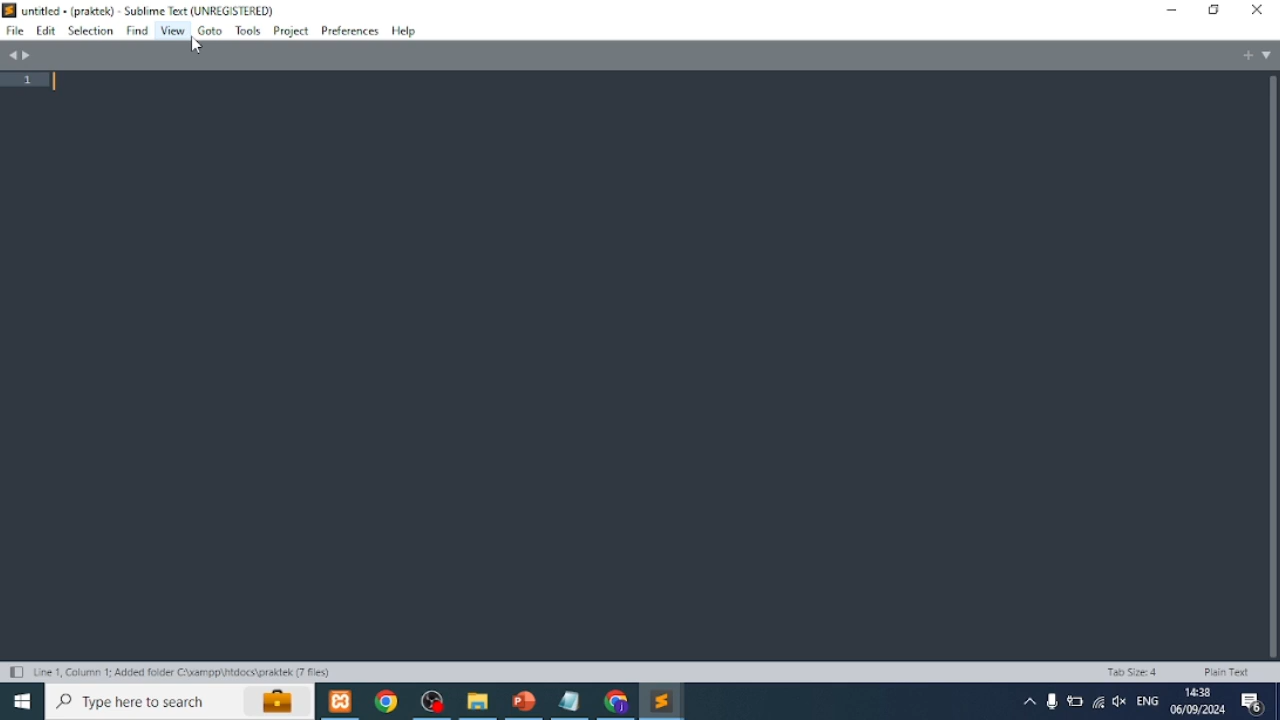 untitled • (praktek) - Sublime Text (UNREGISTERED)
File Edit Selection Find View Goto Tools Project Preferences Help
1
Line 1, Column 1; Added folder C:\xampp\htdocs\praktek (7 files)
Tab Size: 4
Plain Text
Type here to search
ENG
14:38
06/09/2024
6